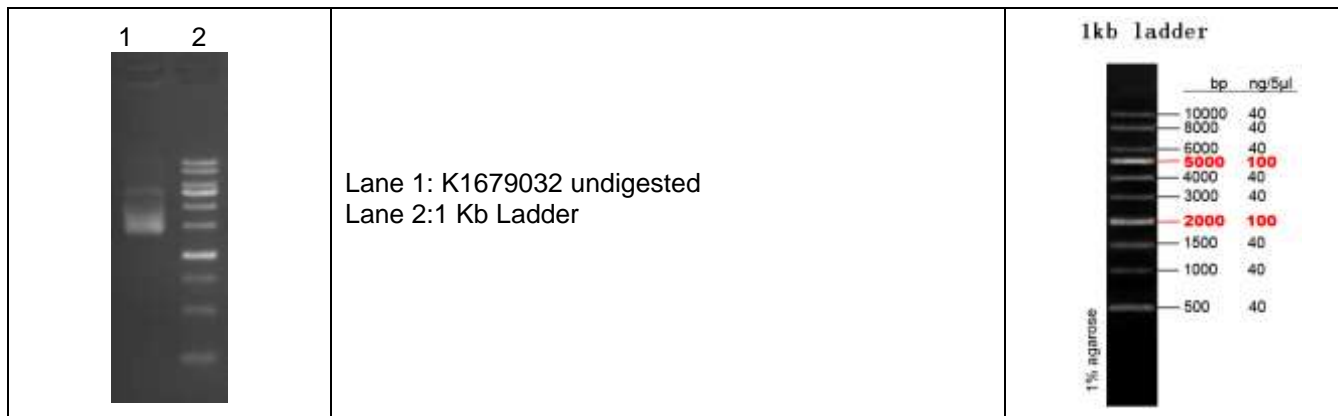 1 2
Lane 1: K1679032 undigested
Lane 2:1 Kb Ladder
1kb ladder
bp ng/5µl
10000 40
8000 40
6000 40
5000 100
4000 40
3000 40
2000 100
1500 40
1000 40
500 40
1% agarose